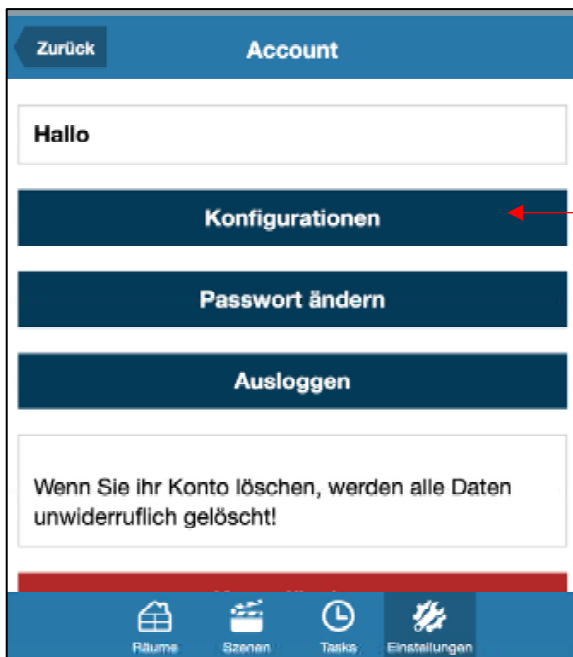 Zurück
Account
Hallo
Konfigurationen
Passwort ändern
Ausloggen
Wenn Sie ihr Konto löschen, werden alle Daten
unwiderruflich gelöscht!
Räume
Szenen
Tasks
Einstellungen